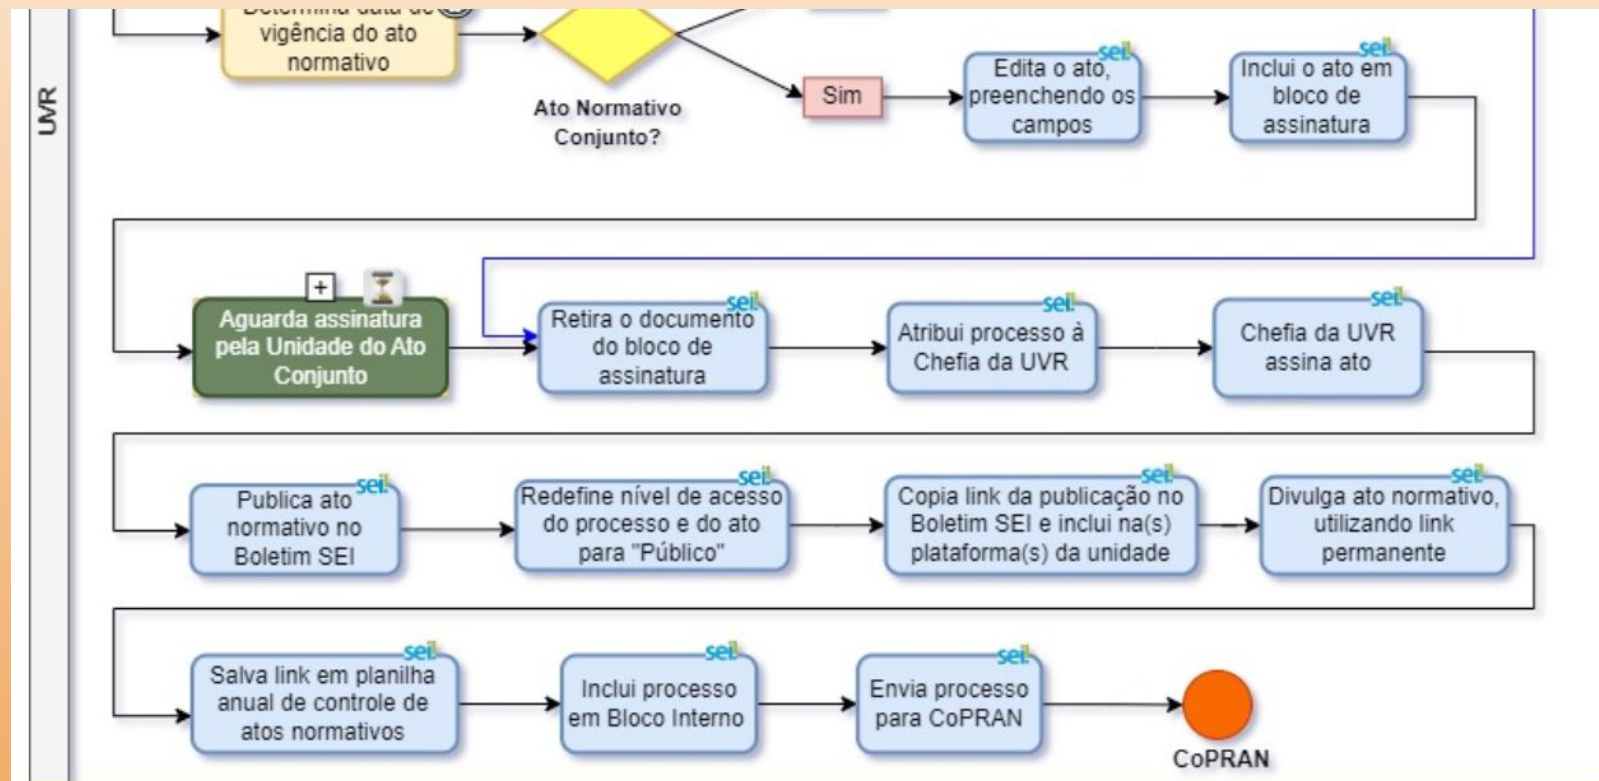 Determina data de
vigência do ato
normativo
Ato Normativo
Conjunto?
Sim
sei!
Edita o ato,
preenchendo os
campos
sei!
Inclui o ato em
bloco de
assinatura
UVR
+
Aguarda assinatura
pela Unidade do Ato
Conjunto
sei!
Retira o documento
do bloco de
assinatura
sei!
Atribui processo à
Chefia da UVR
sei!
Chefia da UVR
assina ato
sei!
Publica ato
normativo no
Boletim SEI
sei!
Redefine nível de acesso
do processo e do ato
para "Público"
sei!
Copia link da publicação no
Boletim SEI e inclui na(s)
plataforma(s) da unidade
sei!
Divulga ato normativo,
utilizando link
permanente
sei!
Salva link em planilha
anual de controle de
atos normativos
sei!
Inclui processo
em Bloco Interno
sei!
Envia processo
para CoPRAN
CoPRAN